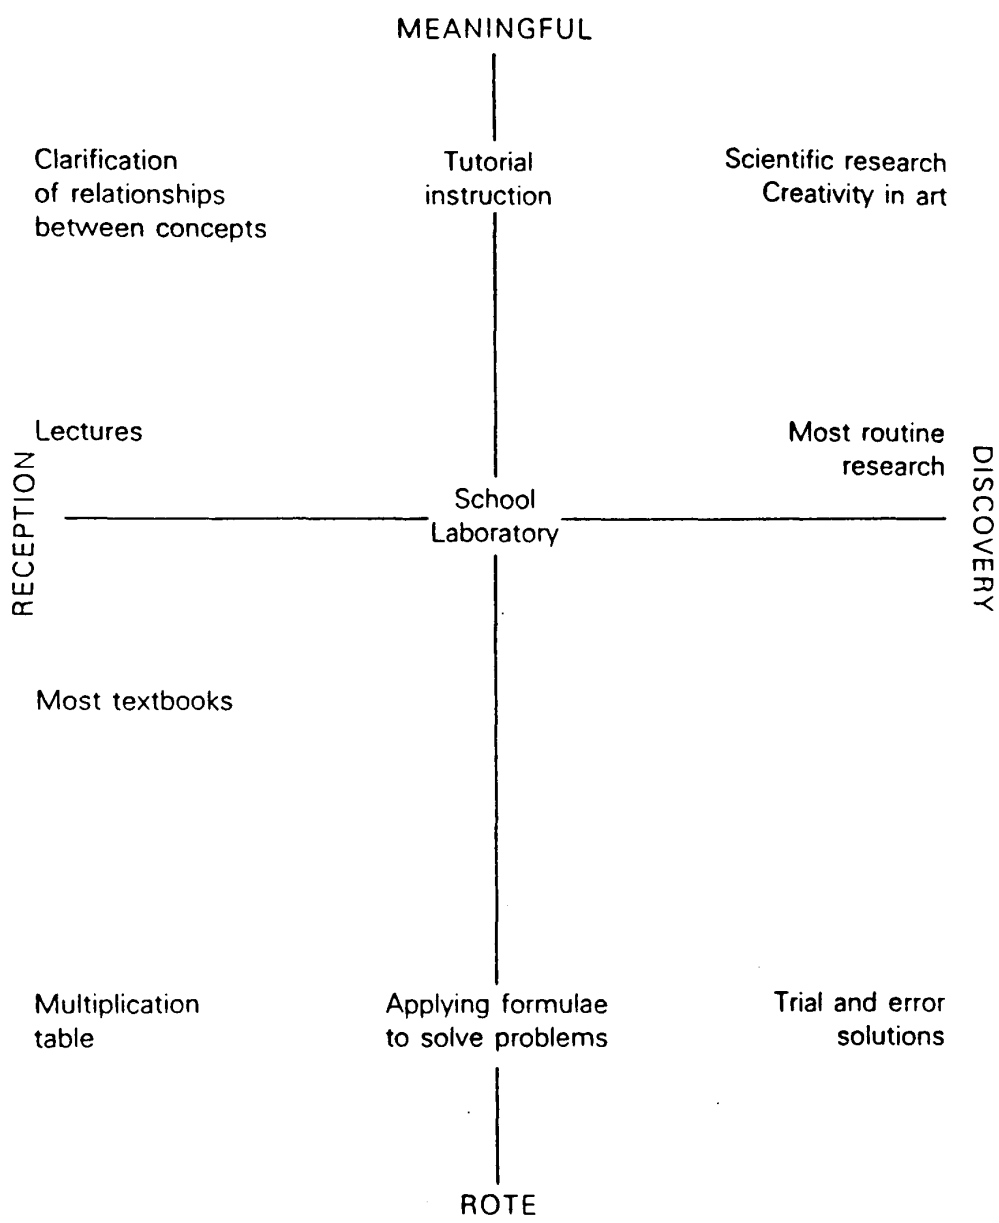 MEANINGFUL
Clarification
of relationships
between concepts
Tutorial
instruction
Scientific research
Creativity in art
Lectures
Most routine
research
RECEPTION
School
Laboratory
DISCOVERY
Most textbooks
Multiplication
table
Applying formulae
to solve problems
Trial and error
solutions
ROTE